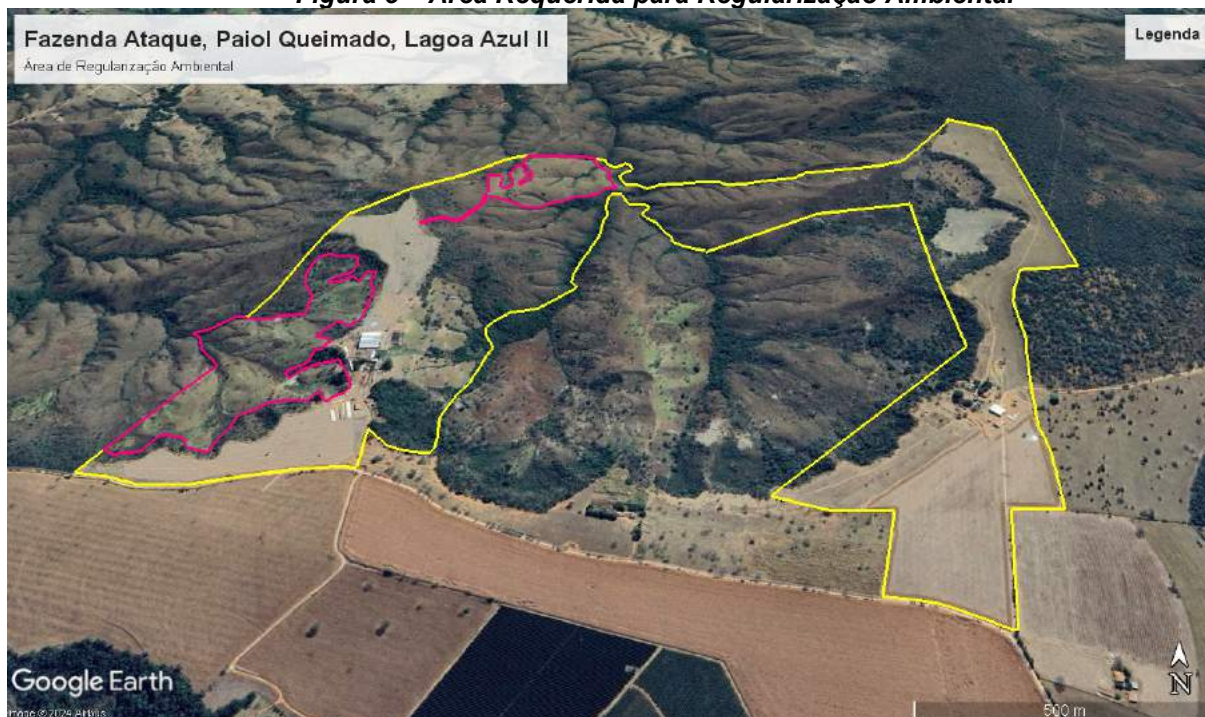 Fazenda Ataque, Paiol Queimado, Lagoa Azul II
Legenda
Área de Regularização Ambiental
Google Earth
N
500 m